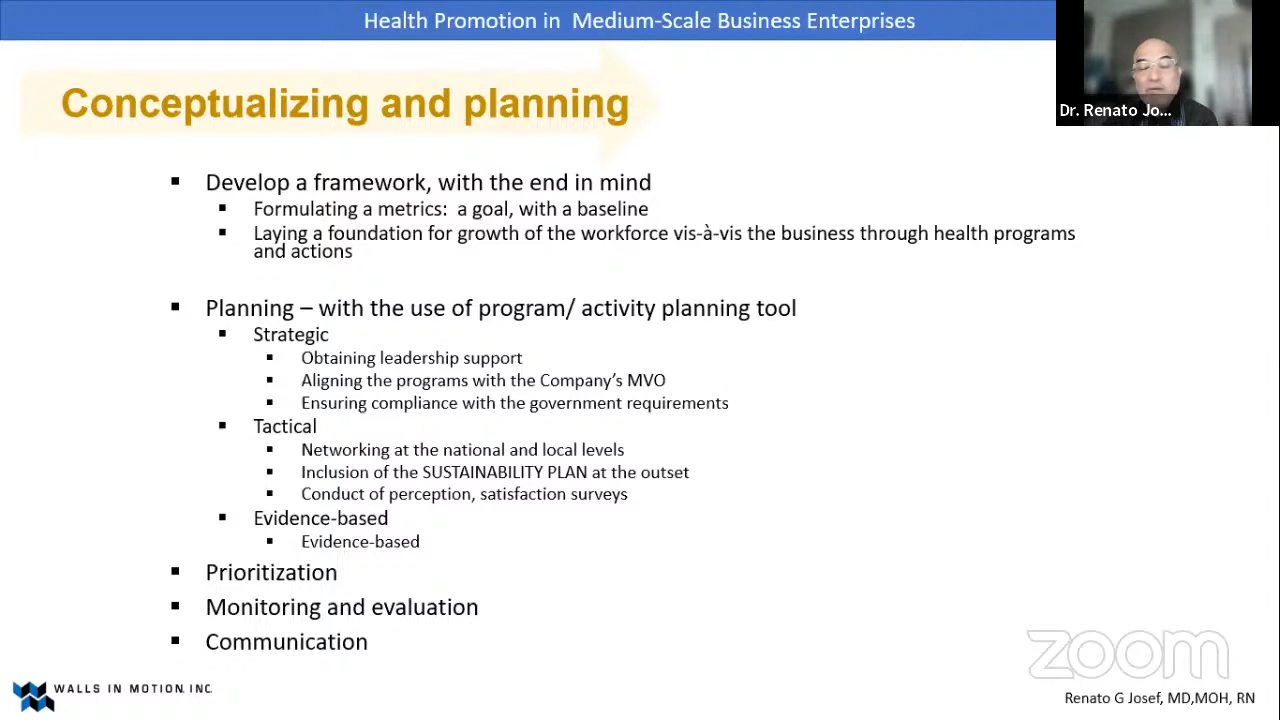 Health Promotion in Medium-Scale Business Enterprises
Dr. Renato Jo...
Conceptualizing and planning
▪ Develop a framework, with the end in mind
▪ Formulating a metrics: a goal, with a baseline
▪ Laying a foundation for growth of the workforce vis-à-vis the business through health programs
and actions
▪ Planning – with the use of program/ activity planning tool
▪ Strategic
▪ Obtaining leadership support
▪ Aligning the programs with the Company's MVO
▪ Ensuring compliance with the government requirements
▪ Tactical
▪ Networking at the national and local levels
▪ Inclusion of the SUSTAINABILITY PLAN at the outset
▪ Conduct of perception, satisfaction surveys
▪ Evidence-based
▪ Evidence-based
▪ Prioritization
▪ Monitoring and evaluation
▪ Communication
zoom
WALLS IN MOTION, INC.
Renato G Josef, MD,MOH, RN